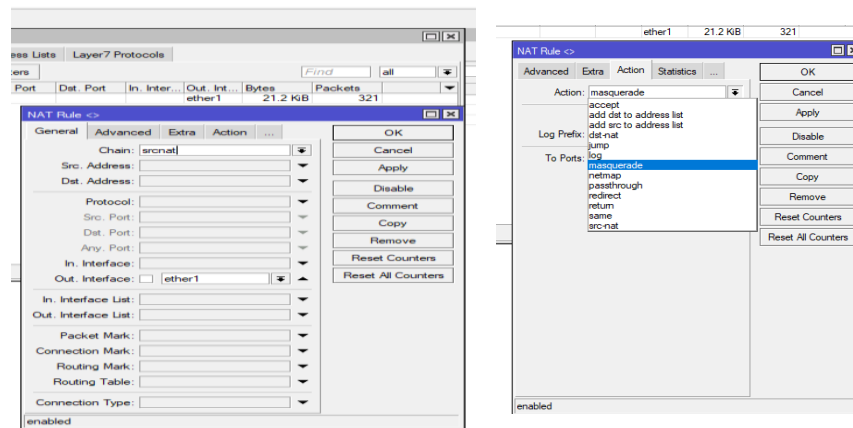 ess Lists Layer7 Protocols
ers Find all
Port Dst. Port In. Inter... Out. Int... Bytes Packets
ether1 21.2 KiB 321
NAT Rule <>
General Advanced Extra Action ...
Chain: srcnat
Src. Address:
Dst. Address:
Protocol:
Src. Port:
Dst. Port:
Any. Port:
In. Interface:
Out. Interface: ether1
In. Interface List:
Out. Interface List:
Packet Mark:
Connection Mark:
Routing Mark:
Routing Table:
Connection Type:
OK
Cancel
Apply
Disable
Comment
Copy
Remove
Reset Counters
Reset All Counters
enabled
ether1 21.2 KiB 321
NAT Rule <>
Advanced Extra Action Statistics ...
Action: masquerade
accept
add dst to address list
add src to address list
Log Prefix: dst-nat
jump
To Ports: log
masquerade
netmap
passthrough
redirect
return
same
src-nat
OK
Cancel
Apply
Disable
Comment
Copy
Remove
Reset Counters
Reset All Counters
enabled